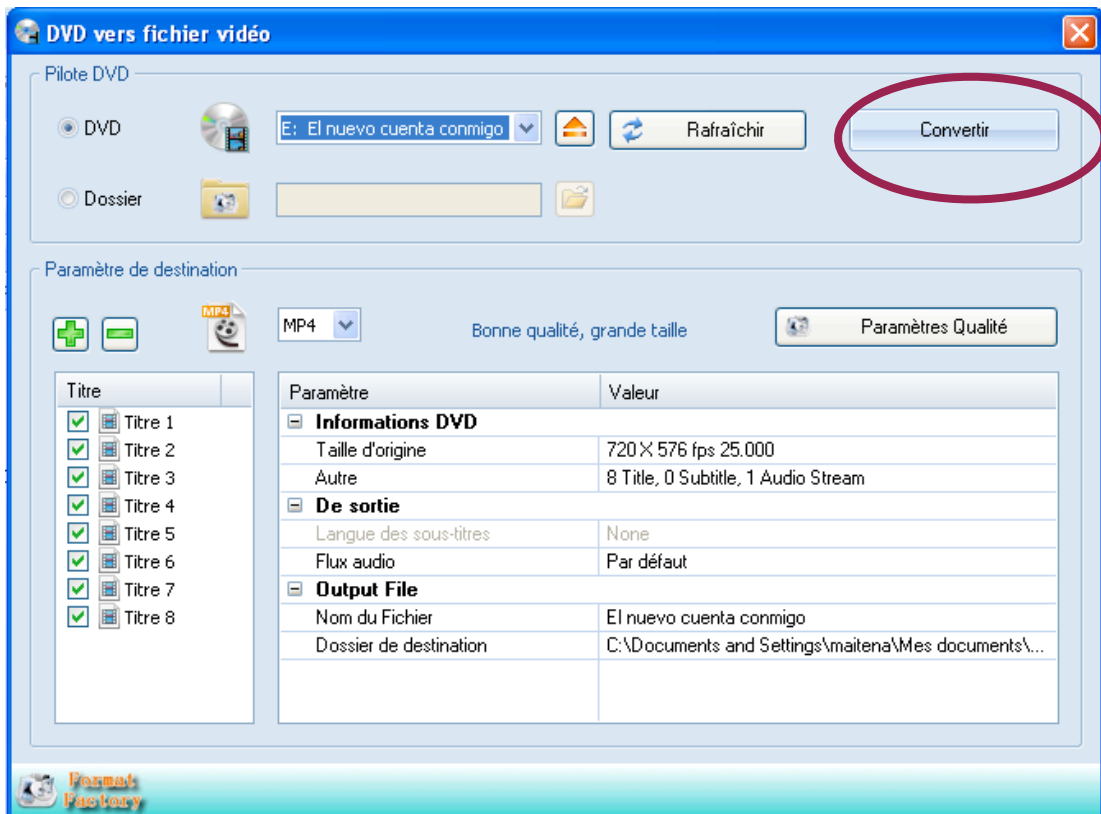 DVD vers fichier vidéo
Pilote DVD
DVD
E: El nuevo cuenta conmigo
Rafraîchir
Convertir
Dossier
Paramètre de destination
MP4
MP4
Bonne qualité, grande taille
Paramètres Qualité
Titre
Titre 1
Titre 2
Titre 3
Titre 4
Titre 5
Titre 6
Titre 7
Titre 8
Paramètre Valeur
Informations DVD
Taille d'origine 720 X 576 fps 25.000
Autre 8 Title, 0 Subtitle, 1 Audio Stream
De sortie
Langue des sous-titres None
Flux audio Par défaut
Output File
Nom du Fichier El nuevo cuenta conmigo
Dossier de destination C:\Documents and Settings\maitena\Mes documents\...
Format
Factory